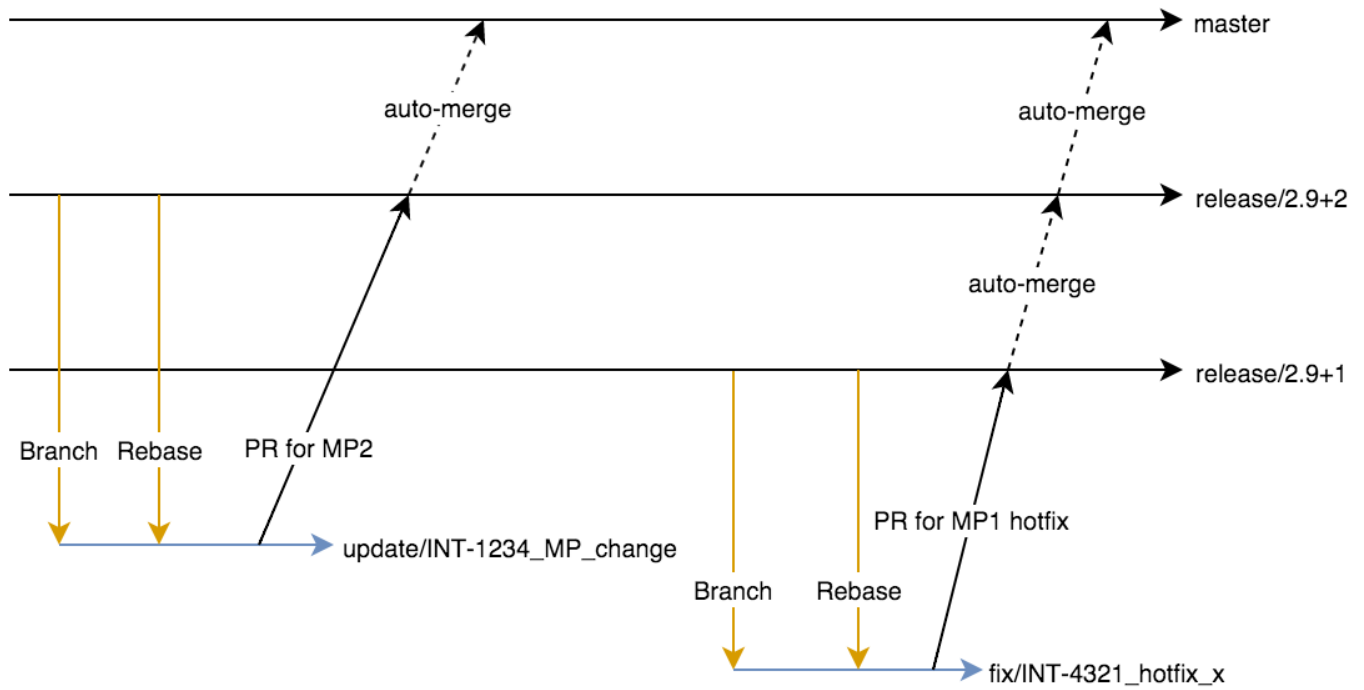 master
auto-merge
auto-merge
release/2.9+2
auto-merge
release/2.9+1
Branch
Rebase
PR for MP2
PR for MP1 hotfix
update/INT-1234_MP_change
Branch
Rebase
fix/INT-4321_hotfix_x